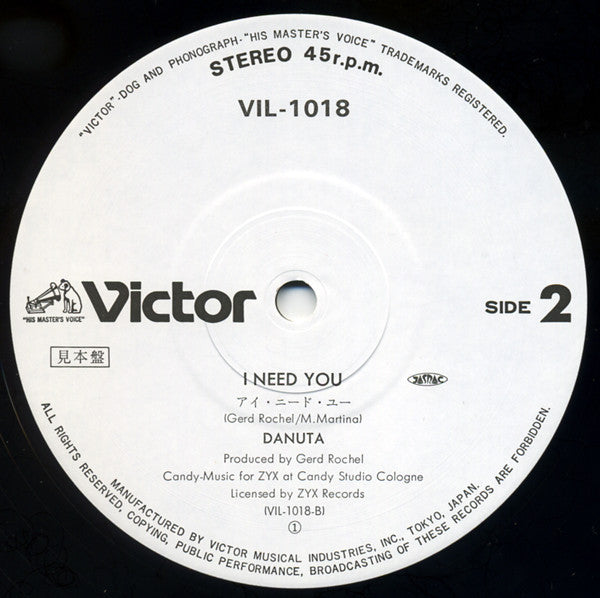 "VICTOR"-DOG AND PHONOGRAPH-"HIS MASTER'S VOICE" TRADEMARKS REGISTERED.
STEREO 45r.p.m.
VIL-1018
"HIS MASTER'S VOICE"
Victor
SIDE 2
見本盤
I NEED YOU
JASRAC
アイ・ニード・ユー
(Gerd Rochel/M.Martina)
DANUTA
Produced by Gerd Rochel
Candy-Music for ZYX at Candy Studio Cologne
Licensed by ZYX Records
(VIL-1018-B)
①
MANUFACTURED BY VICTOR MUSICAL INDUSTRIES, INC., TOKYO, JAPAN.
ALL RIGHTS RESERVED, COPYING, PUBLIC PERFORMANCE, BROADCASTING OF THESE RECORDS ARE FORBIDDEN.